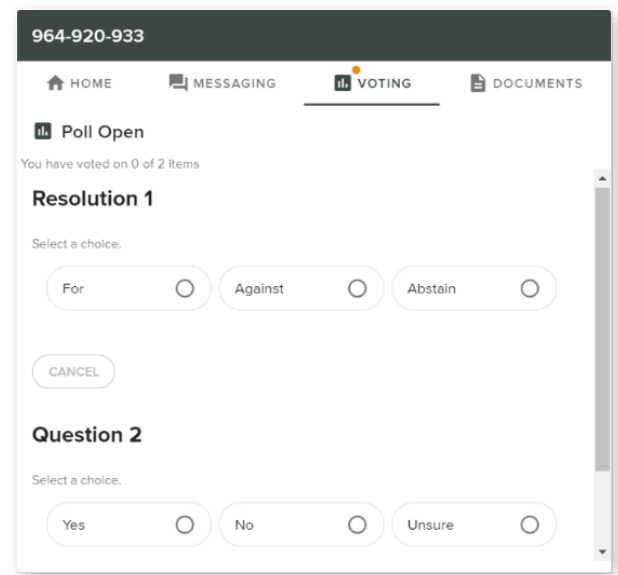 964-920-933
HOME MESSAGING VOTING DOCUMENTS
Poll Open
You have voted on 0 of 2 items
Resolution 1
Select a choice.
For Against Abstain
CANCEL
Question 2
Select a choice.
Yes No Unsure